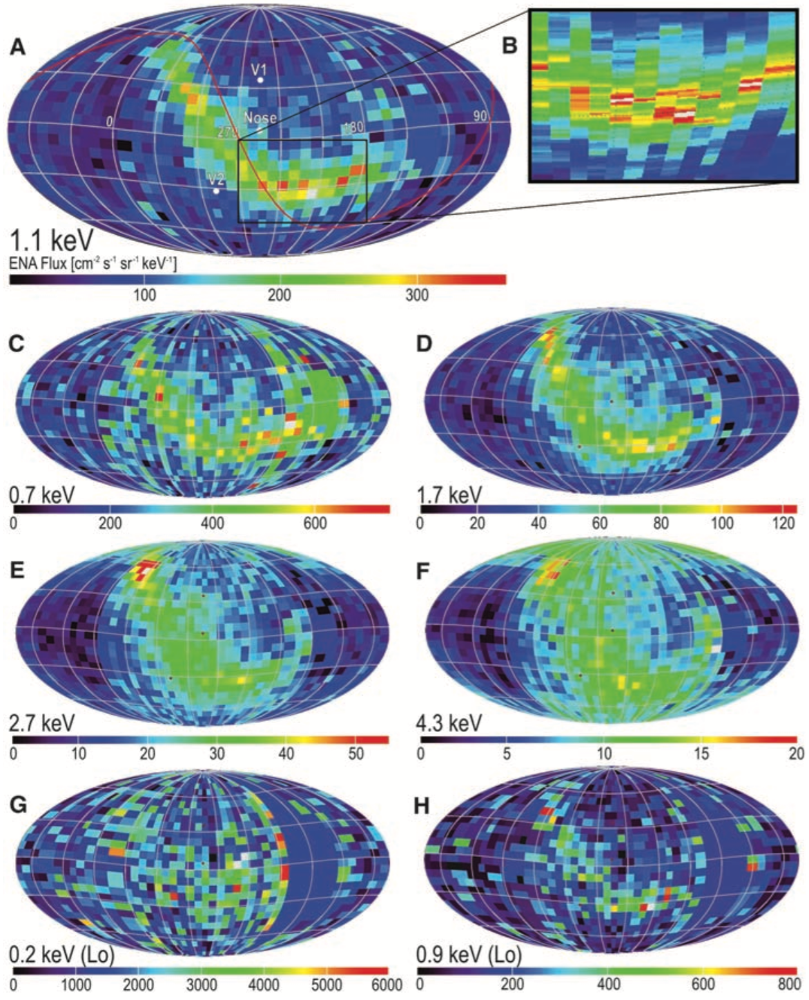 A
B
V1
Nose
0
270
180
90
V2
1.1 keV
ENA Flux [cm⁻² s⁻¹ sr⁻¹ keV⁻¹]
100 200 300
C
D
0.7 keV
0 200 400 600
1.7 keV
0 20 40 60 80 100 120
E
F
2.7 keV
0 10 20 30 40 50
4.3 keV
0 5 10 15 20
G
H
0.2 keV (Lo)
0 1000 2000 3000 4000 5000 6000
0.9 keV (Lo)
0 200 400 600 800